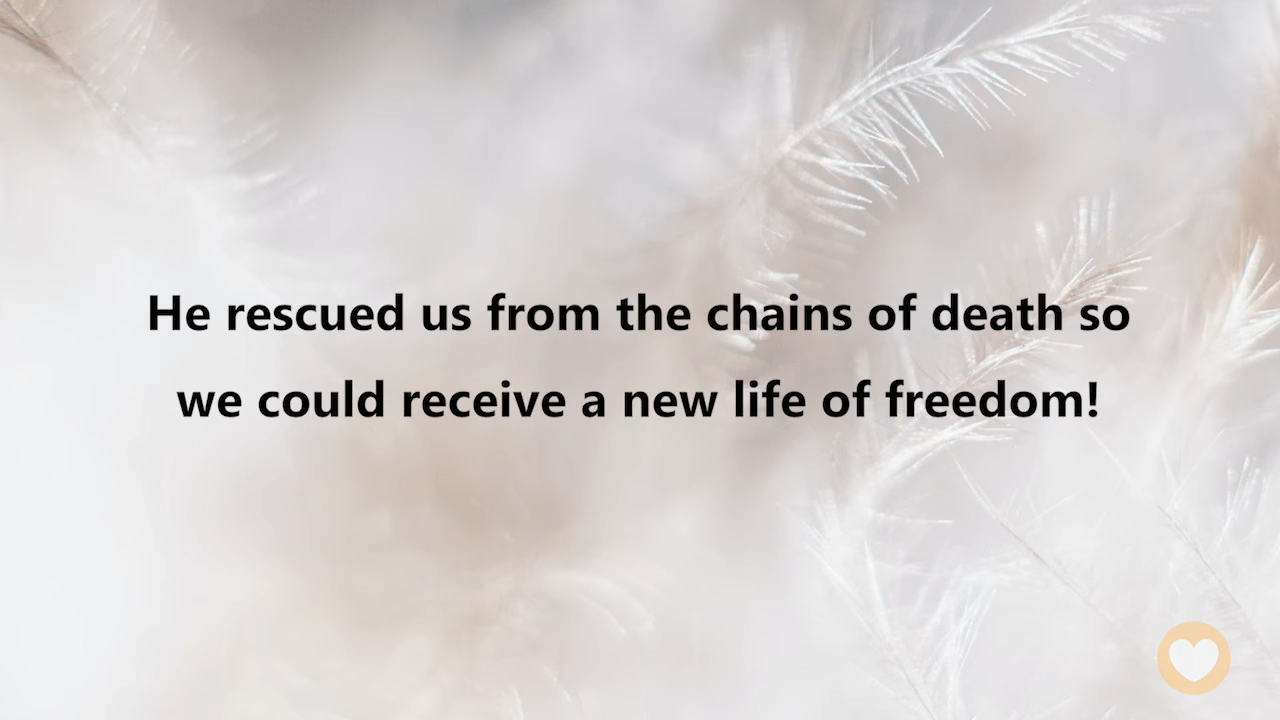 He rescued us from the chains of death so
we could receive a new life of freedom!